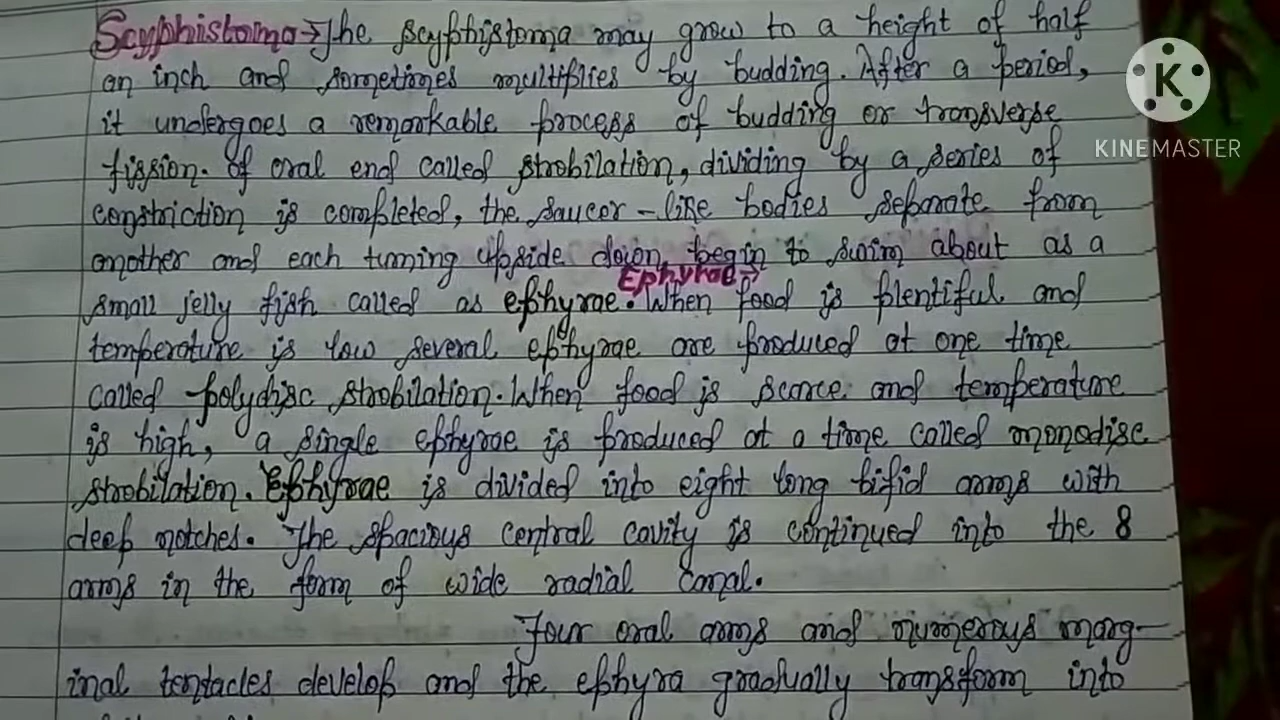 Scyphistoma→The scyphistoma may grow to a height of half
an inch and sometimes multiplies by budding. After a period,
it undergoes a remarkable process of budding or transverse
fission. Of oral end called strobilation, dividing by a series of
constriction is completed, the saucer-like bodies separate from
another and each turning upside down, begin to swim about as a
Ephyrae→
small jelly fish called as ephyrae. When food is plentiful and
temperature is low several ephyrae are produced at one time
called polydisc strobilation. When food is scarce and temperature
is high, a single ephyrae is produced at a time called monodisc
strobilation. Ephyrae is divided into eight long bifid arms with
deep notches. The spacious central cavity is continued into the 8
arms in the form of wide radial canal.
Four oral arms and numerous marg-
inal tentacles develop and the ephyra gradually transform into
K
KINEMASTER